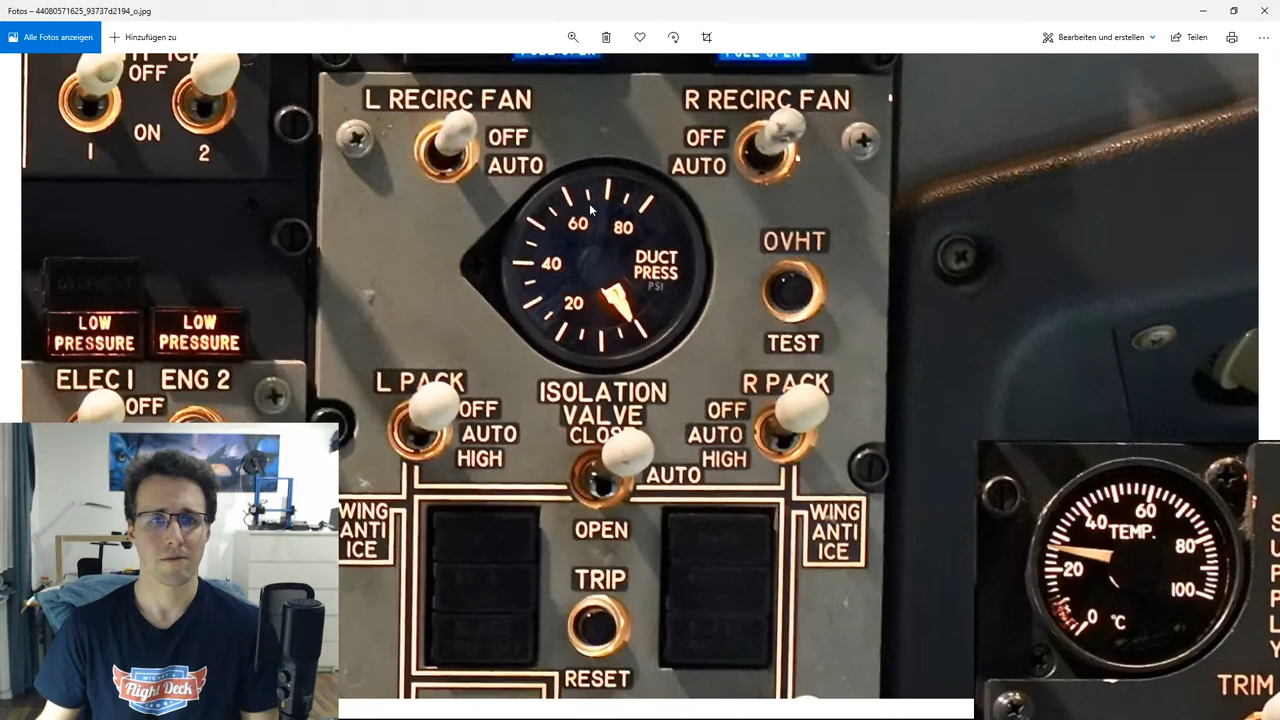 Fotos – 44080571625_93737d2194_o.jpg
Alle Fotos anzeigen
Hinzufügen zu
Bearbeiten und erstellen
Teilen
OFF
ON
1
2
L RECIRC FAN
OFF
AUTO
R RECIRC FAN
OFF
AUTO
60
80
40
20
DUCT
PRESS
PSI
OVHT
TEST
LOW
PRESSURE
LOW
PRESSURE
ELEC 1
ENG 2
OFF
L PACK
OFF
AUTO
HIGH
ISOLATION
VALVE
CLOSE
AUTO
OPEN
R PACK
OFF
AUTO
HIGH
WING
ANTI
ICE
WING
ANTI
ICE
TRIP
RESET
Flight Deck
40
60
TEMP.
20
80
100
0
°C
TRIM